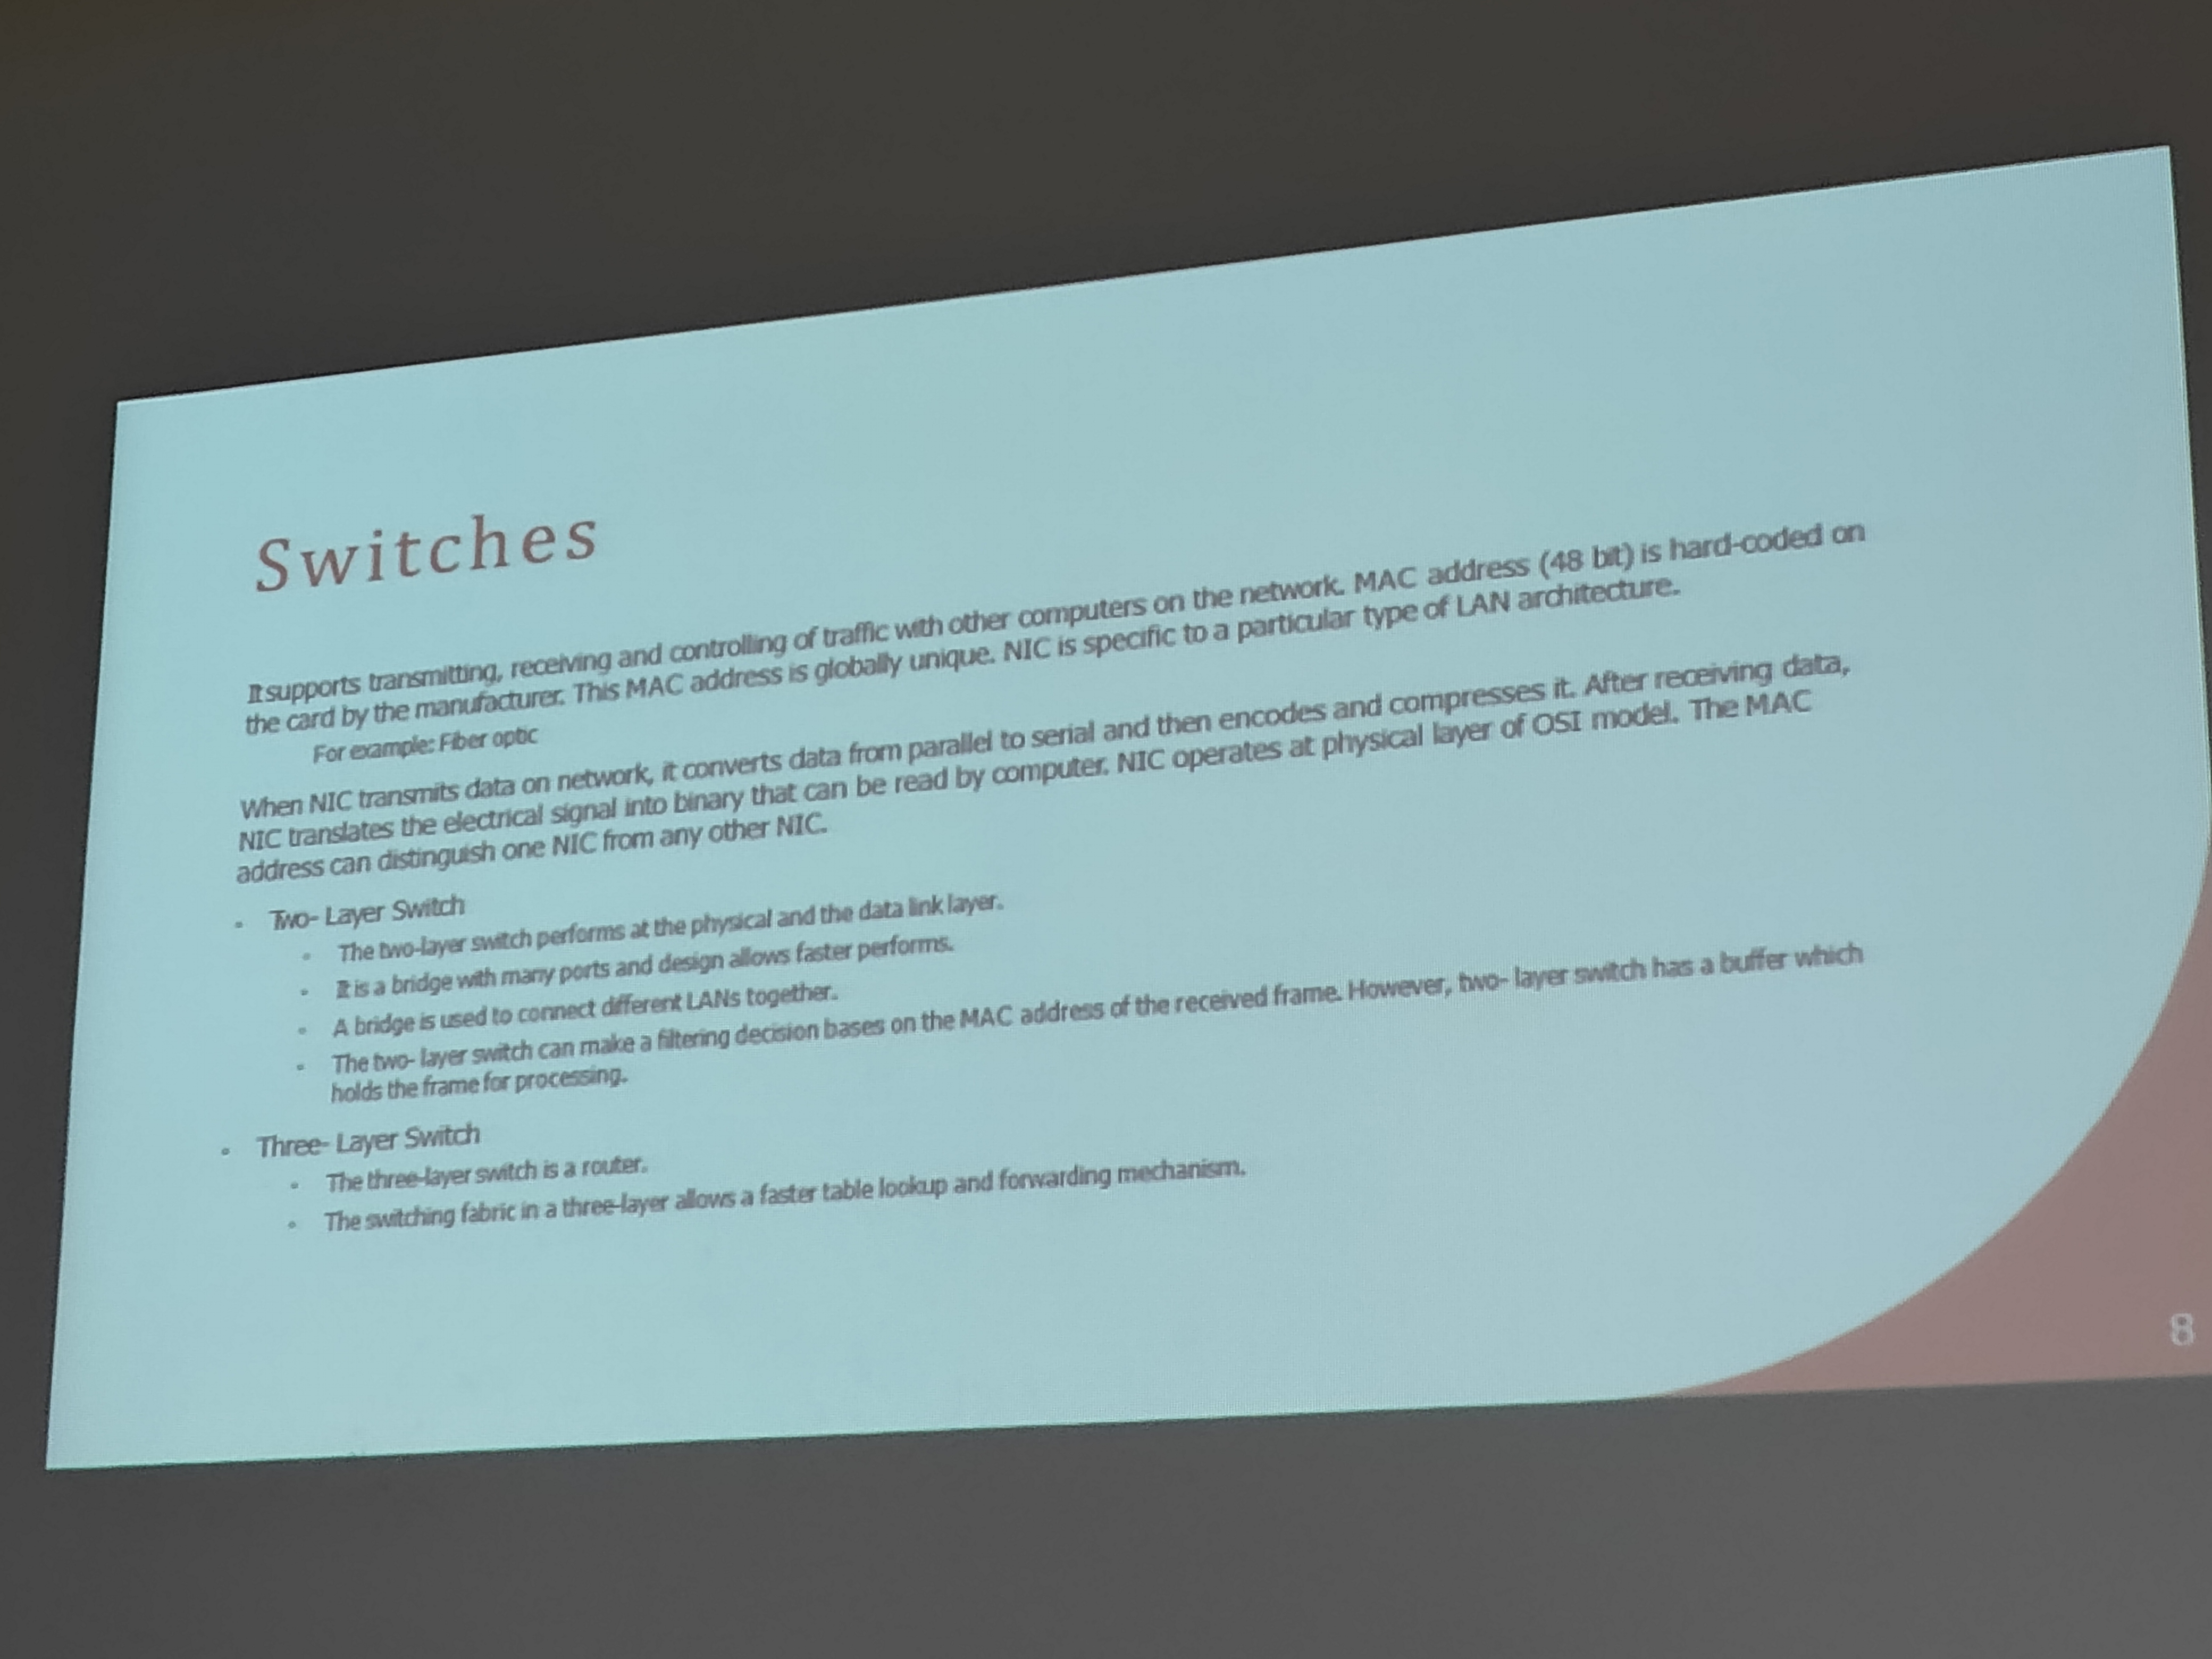 Switches
It supports transmitting, receiving and controlling of traffic with other computers on the network. MAC address (48 bit) is hard-coded on
the card by the manufacturer. This MAC address is globally unique. NIC is specific to a particular type of LAN architecture.
For example: Fiber optic
When NIC transmits data on network, it converts data from parallel to serial and then encodes and compresses it. After receiving data,
NIC translates the electrical signal into binary that can be read by computer. NIC operates at physical layer of OSI model. The MAC
address can distinguish one NIC from any other NIC.
◦ Two- Layer Switch
◦ The two-layer switch performs at the physical and the data link layer.
◦ It is a bridge with many ports and design allows faster performs.
◦ A bridge is used to connect different LANs together.
◦ The two- layer switch can make a filtering decision bases on the MAC address of the received frame. However, two- layer switch has a buffer which
holds the frame for processing.
◦ Three- Layer Switch
◦ The three-layer switch is a router.
◦ The switching fabric in a three-layer allows a faster table lookup and forwarding mechanism.
8